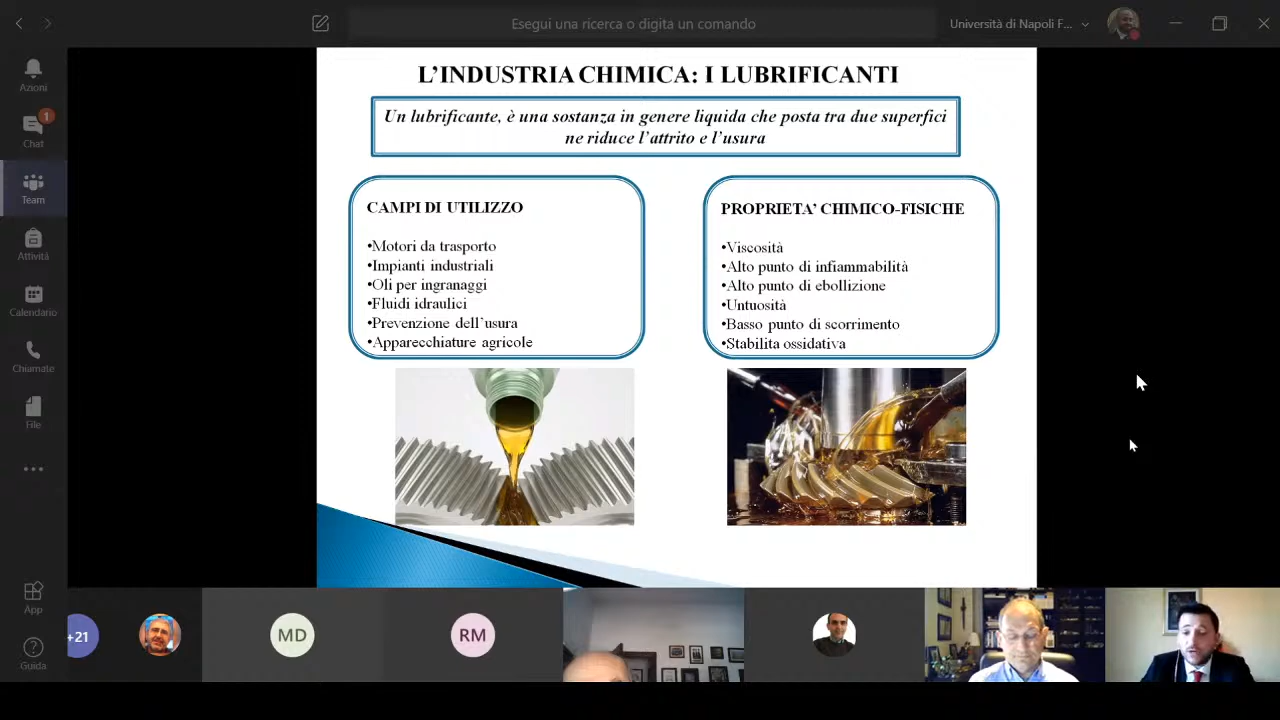 Esegui una ricerca o digita un comando
Università di Napoli F...
Azioni
1
Chat
Team
Attività
Calendario
Chiamate
File
App
Guida
L'INDUSTRIA CHIMICA: I LUBRIFICANTI
Un lubrificante, è una sostanza in genere liquida che posta tra due superfici
ne riduce l'attrito e l'usura
CAMPI DI UTILIZZO
•Motori da trasporto
•Impianti industriali
•Oli per ingranaggi
•Fluidi idraulici
•Prevenzione dell'usura
•Apparecchiature agricole
PROPRIETA' CHIMICO-FISICHE
•Viscosità
•Alto punto di infiammabilità
•Alto punto di ebollizione
•Untuosità
•Basso punto di scorrimento
•Stabilita ossidativa
+21
MD
RM